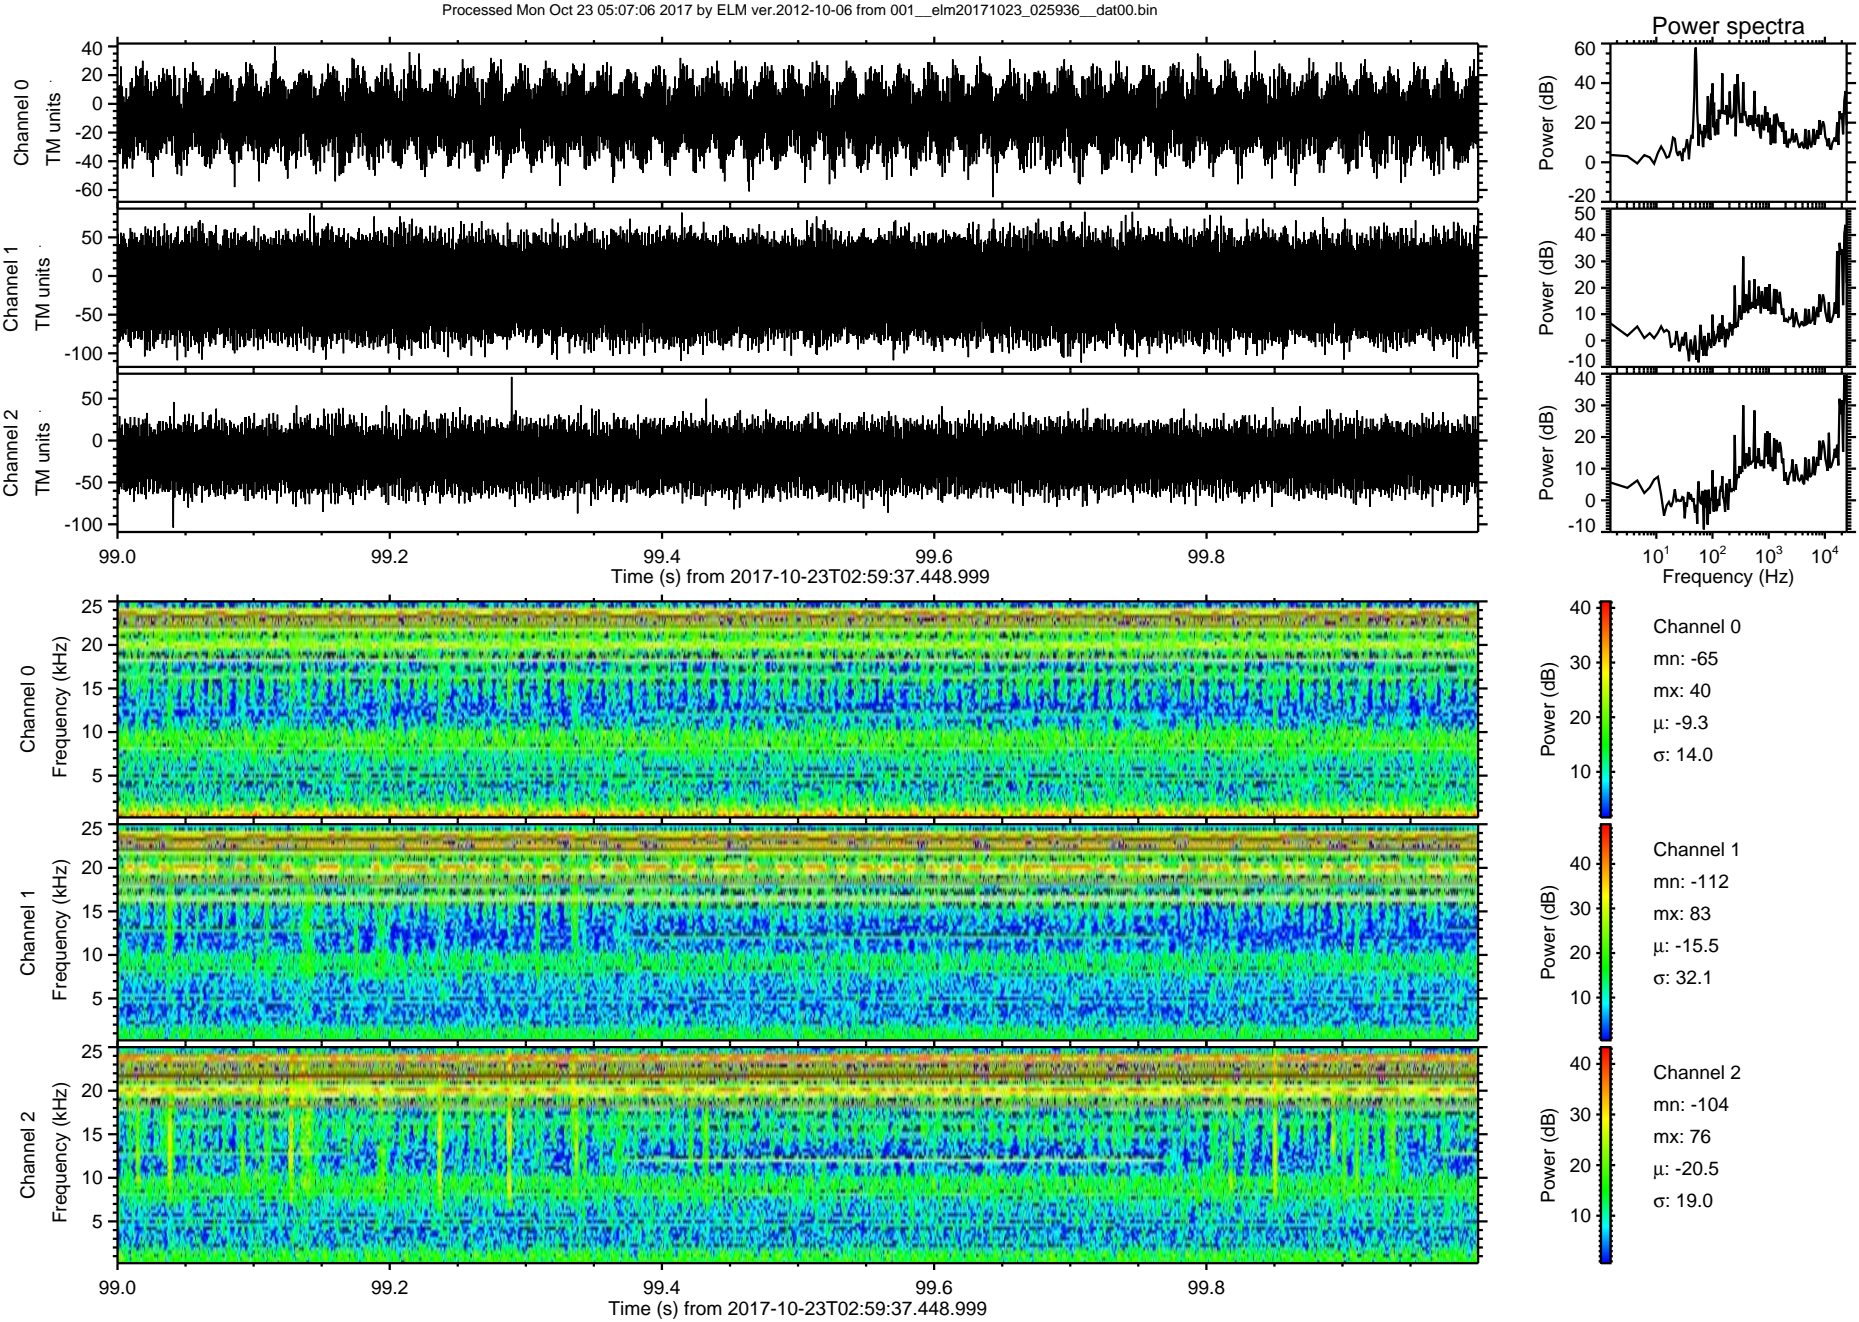 Processed Mon Oct 23 05:07:06 2017 by ELM ver.2012-10-06 from 001__elm20171023_025936__dat00.bin
Power spectra
Channel 0
TM units
40
20
0
-20
-40
-60
Power (dB)
60
40
20
0
-20
Channel 1
TM units
50
0
-50
-100
Power (dB)
50
40
30
20
10
0
-10
Channel 2
TM units
50
0
-50
-100
Power (dB)
40
30
20
10
0
-10
99.0 99.2 99.4 99.6 99.8
Time (s) from 2017-10-23T02:59:37.448.999
10¹ 10² 10³ 10⁴
Frequency (Hz)
Channel 0
Frequency (kHz)
25
20
15
10
5
Power (dB)
40
30
20
10
Channel 0
mn: -65
mx: 40
μ: -9.3
σ: 14.0
Channel 1
Frequency (kHz)
25
20
15
10
5
Power (dB)
40
30
20
10
Channel 1
mn: -112
mx: 83
μ: -15.5
σ: 32.1
Channel 2
Frequency (kHz)
25
20
15
10
5
Power (dB)
40
30
20
10
Channel 2
mn: -104
mx: 76
μ: -20.5
σ: 19.0
99.0 99.2 99.4 99.6 99.8
Time (s) from 2017-10-23T02:59:37.448.999